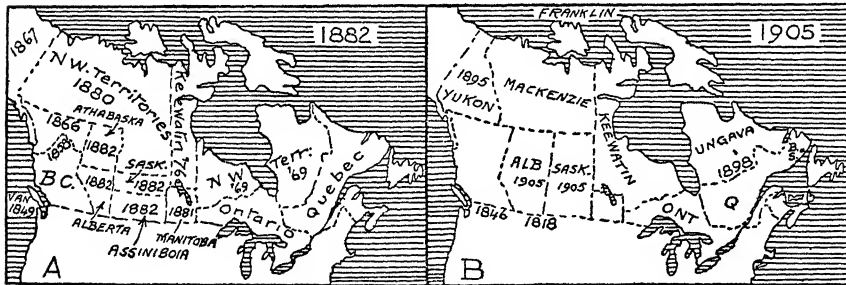 1882
1867
N.W. Territories
1880
Keewatin '76
ATHABASKA
1866
1882
1858
SASK.
1882
B.C.
1882
N.W.
'69
Terr.
'69
Quebec
VAN.
1849
1882
1881
Ontario
ALBERTA
MANITOBA
ASSINIBOIA
A
FRANKLIN
1905
1895
YUKON
MACKENZIE
KEEWATIN
UNGAVA
1898
ALB
1905
SASK.
1905
ONT
Q
1846
1818
B